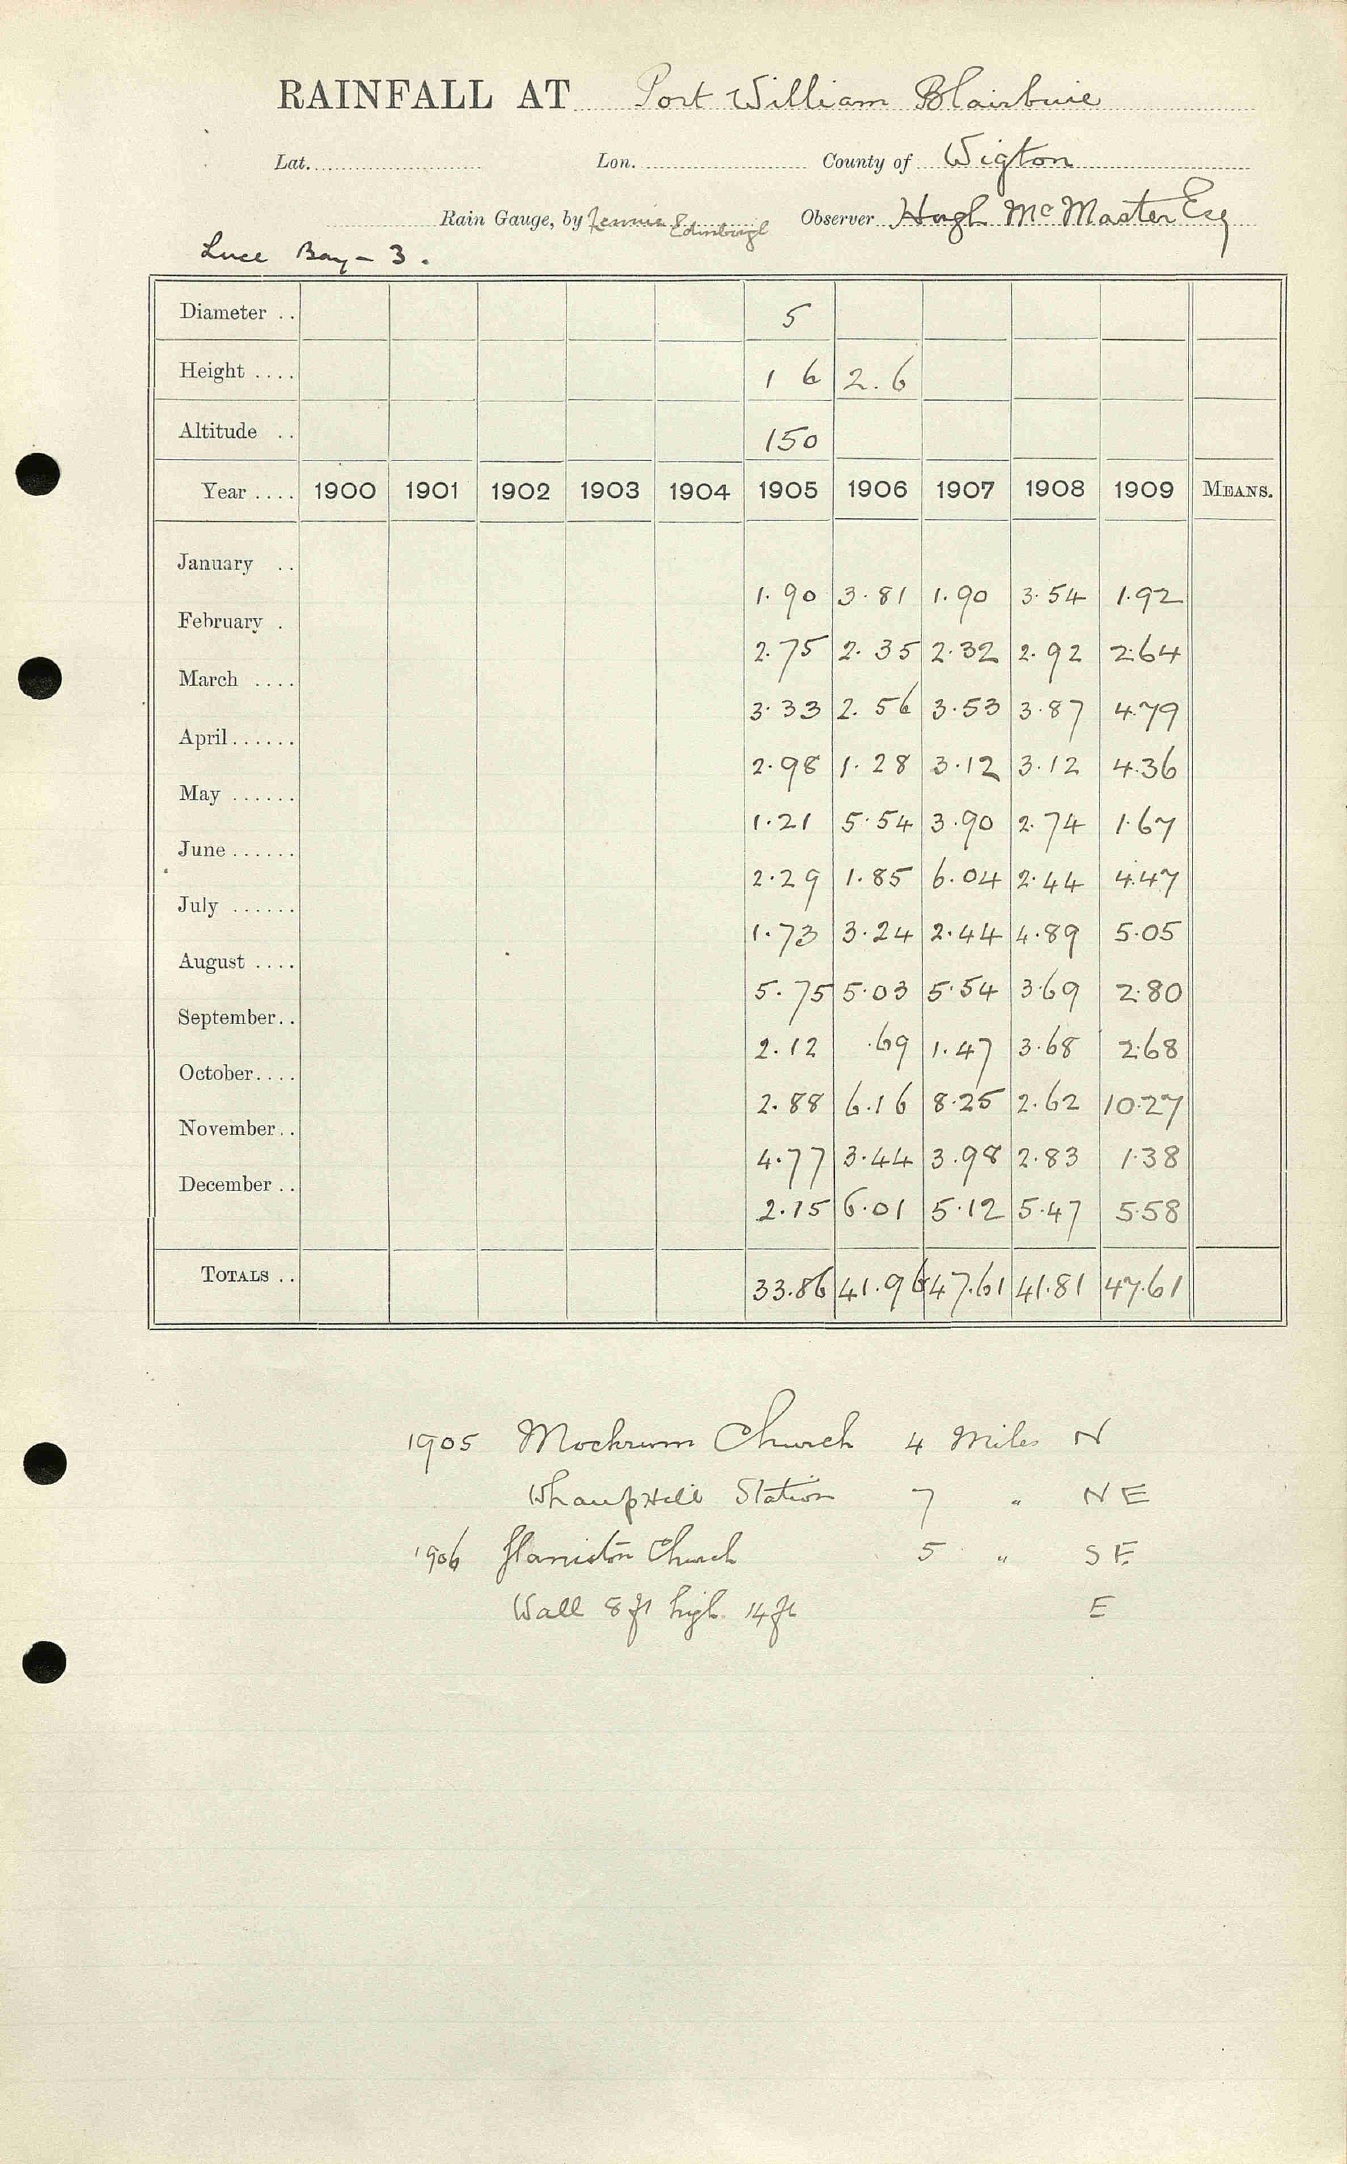 RAINFALL AT Port William Blairbuie
Lat. Lon. County of Wigton
Rain Gauge, by Edinburgh Observer Hugh McMaster Esq
Luce Bay - 3.
Diameter .. 5
Height .... 1 6 2.6
Altitude .. 150
Year .... 1900 1901 1902 1903 1904 1905 1906 1907 1908 1909 MEANS.
January .. 1.90 3.81 1.90 3.54 1.92
February . 2.75 2.35 2.32 2.92 2.64
March .... 3.33 2.56 3.53 3.87 4.79
April...... 2.98 1.28 3.12 3.12 4.36
May ...... 1.21 5.54 3.90 2.74 1.67
June ...... 2.29 1.85 6.04 2.44 4.47
July ...... 1.73 3.24 2.44 4.89 5.05
August .... 5.75 5.03 5.54 3.69 2.80
September.. 2.12 .69 1.47 3.68 2.68
October.... 2.88 6.16 8.25 2.62 10.27
November.. 4.77 3.44 3.98 2.83 1.38
December .. 2.15 6.01 5.12 5.47 5.58
TOTALS .. 33.86 41.96 47.61 41.81 47.61
1905 Mochrum Church 4 Miles N
Whauphill Station 7 " NE
1906 Church 5 " SE
Wall 8 ft high 14 ft E